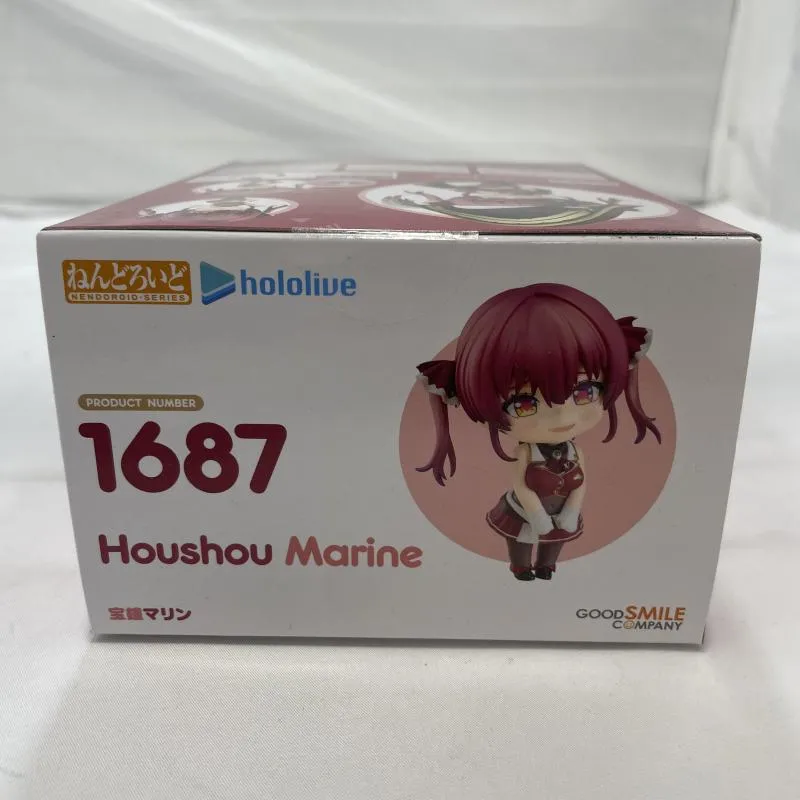 ねんどろいど
NENDOROID·SERIES
hololive
PRODUCT NUMBER
1687
Houshou Marine
宝鐘マリン
GOOD SMILE
COMPANY